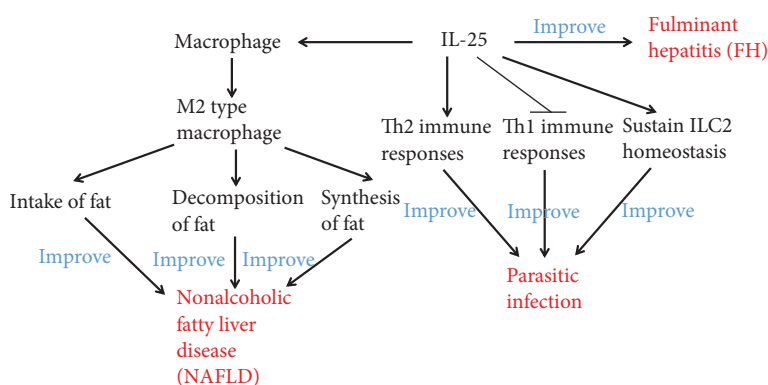 Macrophage
IL-25
Improve
Fulminant
hepatitis (FH)
M2 type
macrophage
Th2 immune
responses
Th1 immune
responses
Sustain ILC2
homeostasis
Intake of fat
Decomposition
of fat
Synthesis
of fat
Improve
Improve
Improve
Improve
Improve
Improve
Nonalcoholic
fatty liver
disease
(NAFLD)
Parasitic
infection